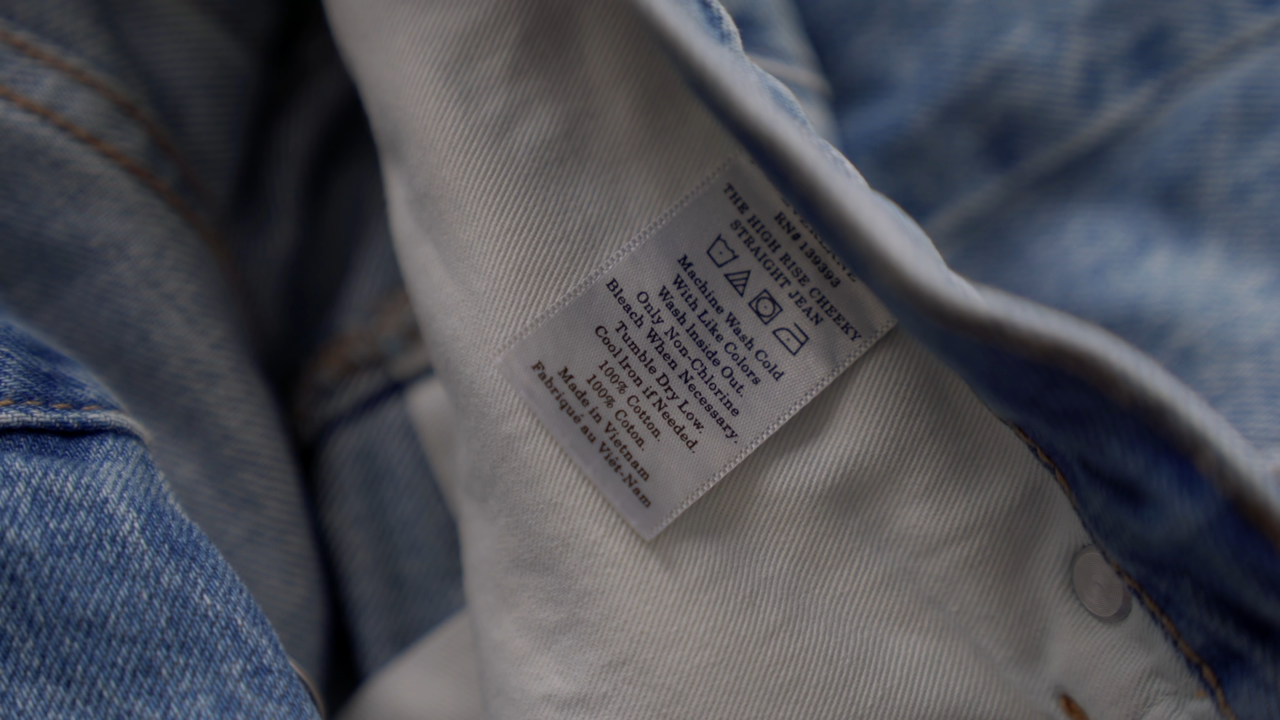 RN# 139393
THE HIGH RISE CHEEKY
STRAIGHT JEAN
Machine Wash Cold
With Like Colors
Wash Inside Out.
Only Non-Chlorine
Bleach When Necessary.
Tumble Dry Low.
Cool Iron if Needed.
100% Cotton.
100% Coton.
Made in Vietnam
Fabriqué au Viêt-Nam